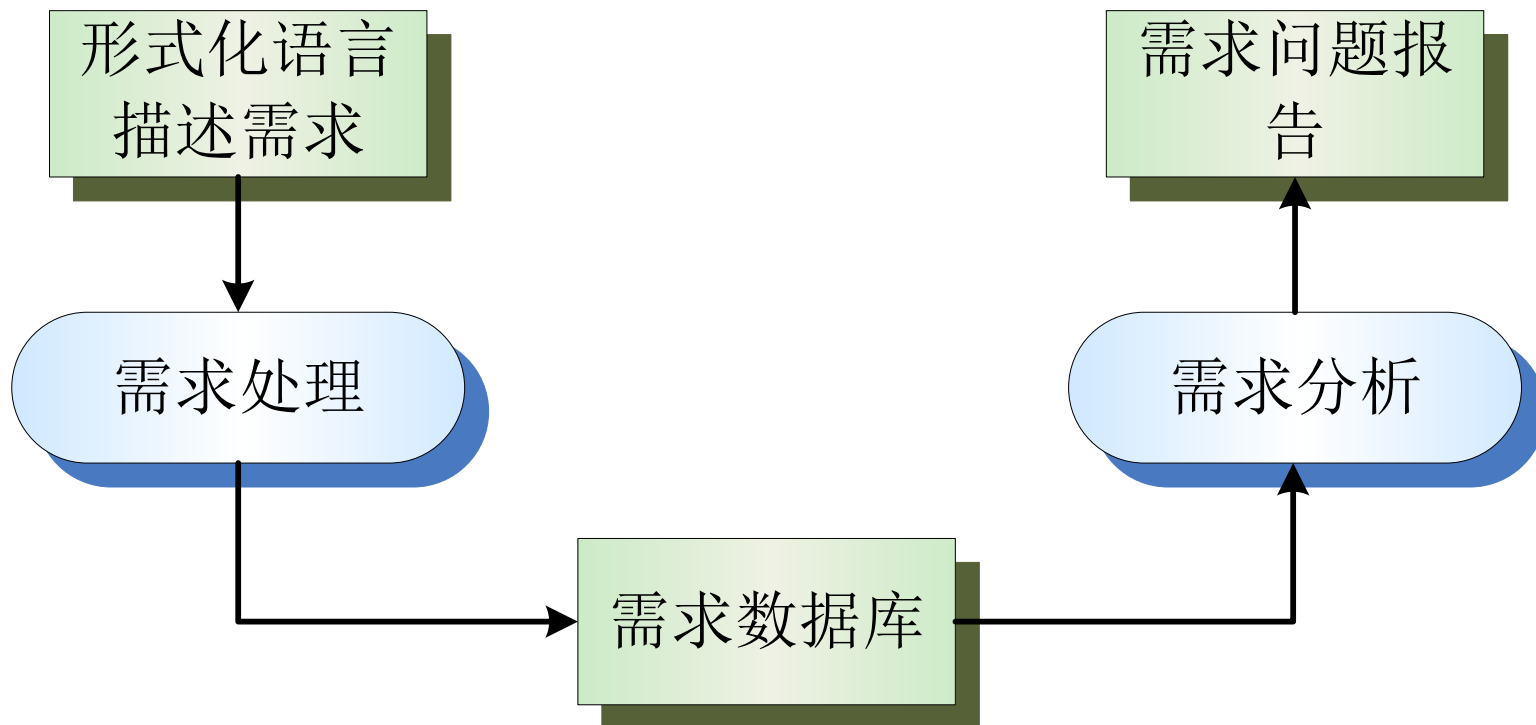 形式化语言
描述需求
需求问题报
告
需求处理
需求分析
需求数据库